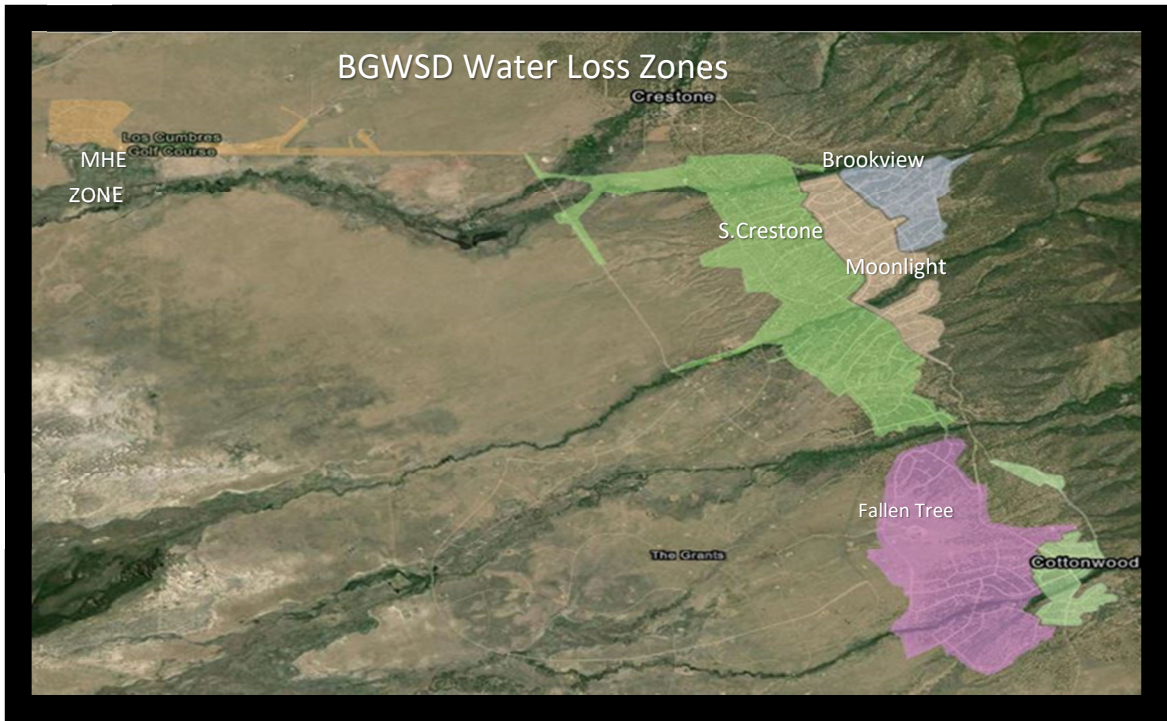 BGWSD Water Loss Zones
Crestone
Los Cumbres
Golf Course
MHE
ZONE
Brookview
S.Crestone
Moonlight
Fallen Tree
The Grants
Cottonwood